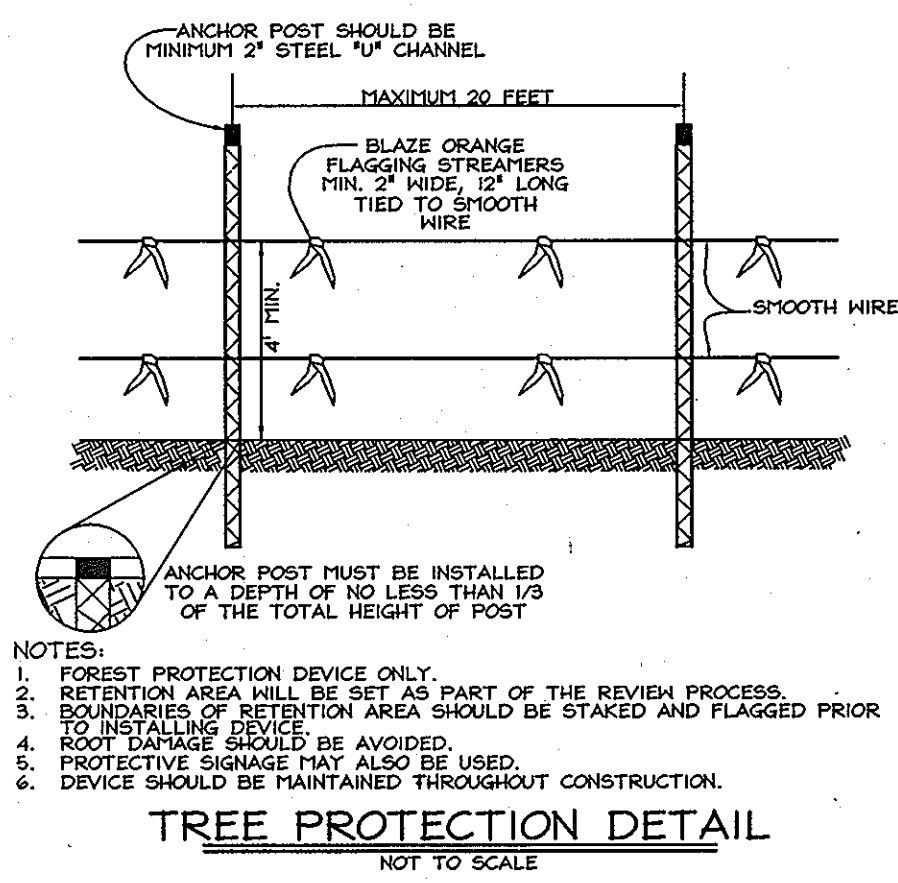 ANCHOR POST SHOULD BE
MINIMUM 2" STEEL "U" CHANNEL
MAXIMUM 20 FEET
BLAZE ORANGE
FLAGGING STREAMERS
MIN. 2" WIDE, 12" LONG
TIED TO SMOOTH
WIRE
4' MIN.
SMOOTH WIRE
ANCHOR POST MUST BE INSTALLED
TO A DEPTH OF NO LESS THAN 1/3
OF THE TOTAL HEIGHT OF POST
NOTES:
1. FOREST PROTECTION DEVICE ONLY.
2. RETENTION AREA WILL BE SET AS PART OF THE REVIEW PROCESS.
3. BOUNDARIES OF RETENTION AREA SHOULD BE STAKED AND FLAGGED PRIOR
TO INSTALLING DEVICE.
4. ROOT DAMAGE SHOULD BE AVOIDED.
5. PROTECTIVE SIGNAGE MAY ALSO BE USED.
6. DEVICE SHOULD BE MAINTAINED THROUGHOUT CONSTRUCTION.
TREE PROTECTION DETAIL
NOT TO SCALE